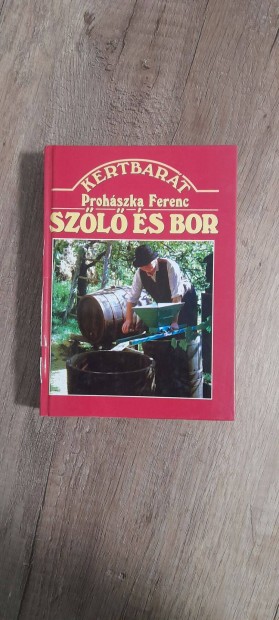 KERTBARÁT
Prohászka Ferenc
SZŐLŐ ÉS BOR